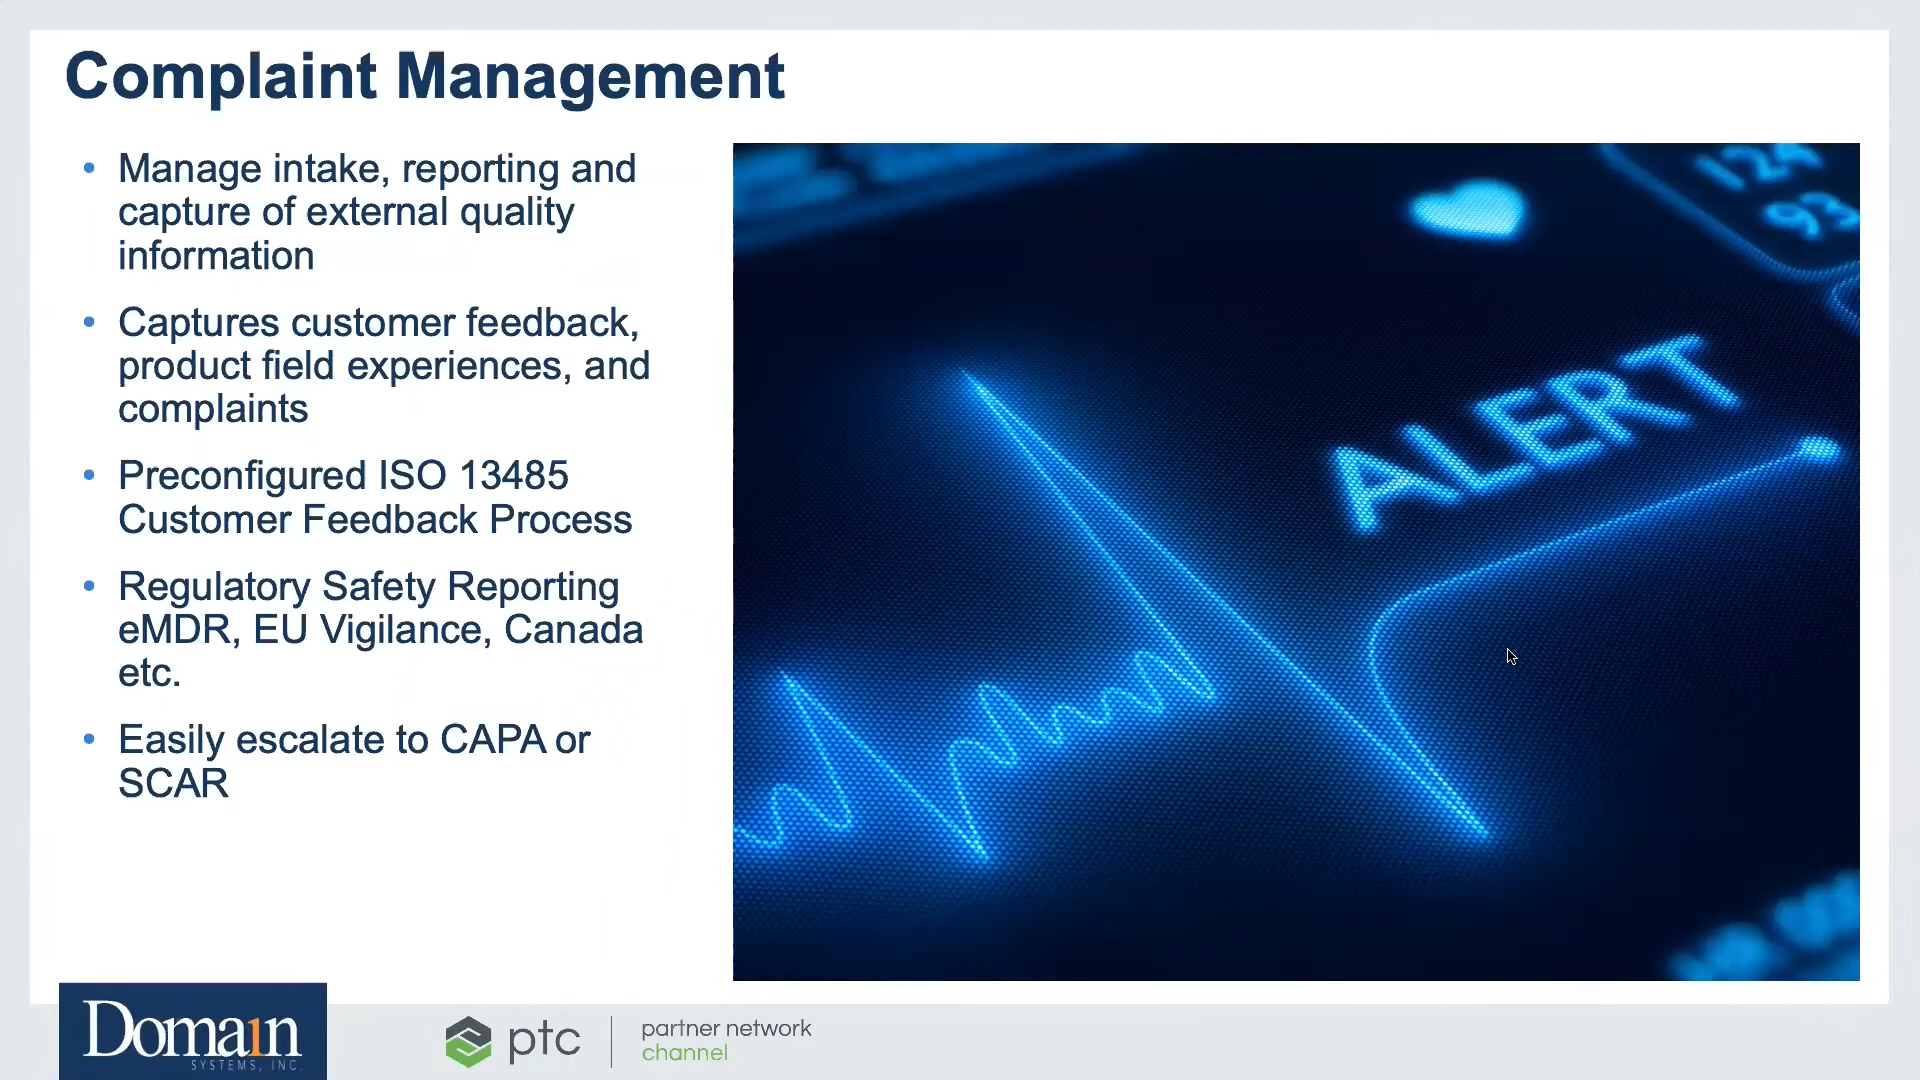 Complaint Management
• Manage intake, reporting and
capture of external quality
information
• Captures customer feedback,
product field experiences, and
complaints
• Preconfigured ISO 13485
Customer Feedback Process
• Regulatory Safety Reporting
eMDR, EU Vigilance, Canada
etc.
• Easily escalate to CAPA or
SCAR
124
93
ALERT
Domain
SYSTEMS, INC.
ptc
partner network
channel